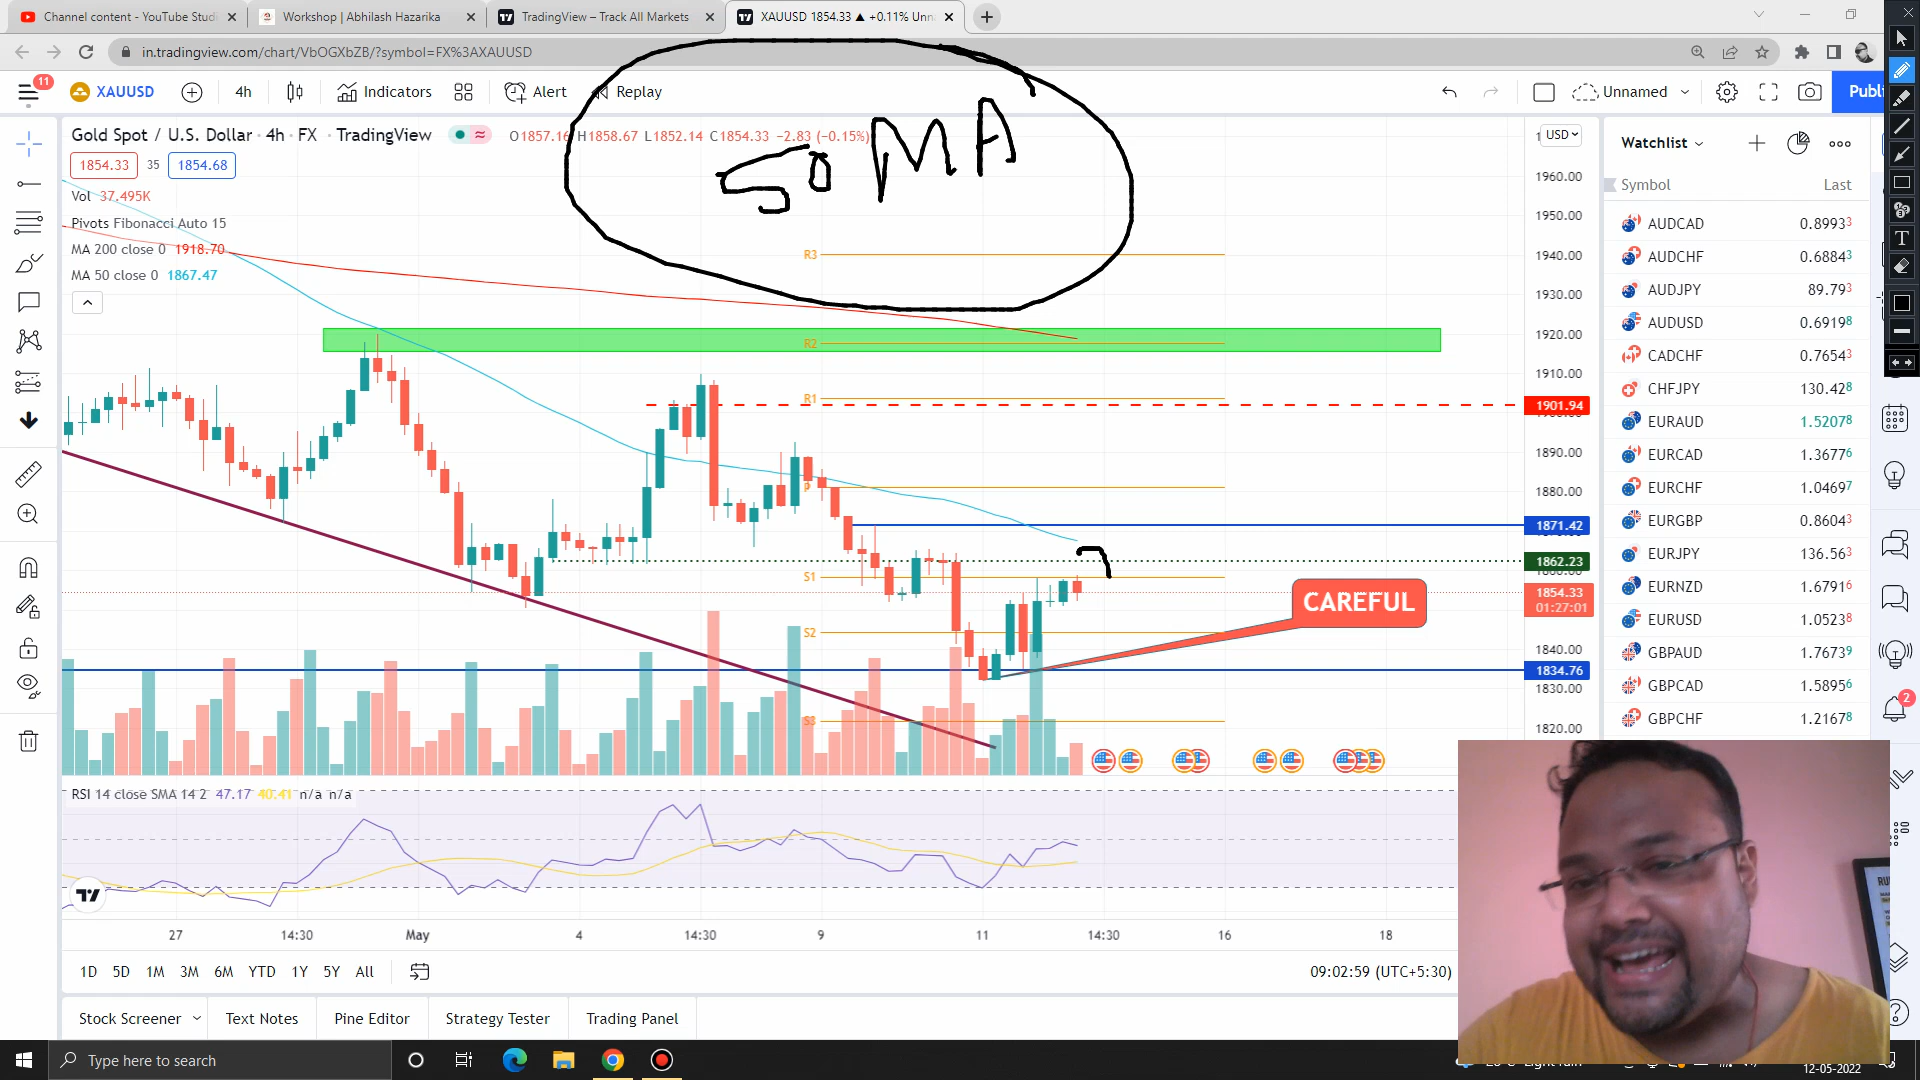 Channel content - YouTube Studi
Workshop | Abhilash Hazarika
TradingView – Track All Markets
XAUUSD 1854.33 ▲ +0.11% Unn
in.tradingview.com/chart/VbOGXbZB/?symbol=FX%3AXAUUSD
11
XAUUSD
4h
Indicators
Alert
Replay
Unnamed
Publi
50 MA
Gold Spot / U.S. Dollar · 4h · FX · TradingView
O1857.16 H1858.67 L1852.14 C1854.33 -2.83 (-0.15%)
1854.33 35 1854.68
Vol 37.495K
Pivots Fibonacci Auto 15
MA 200 close 0 1918.70
MA 50 close 0 1867.47
USD
1960.00
1950.00
1940.00
1930.00
1920.00
1910.00
1901.94
1890.00
1880.00
1871.42
1862.23
1854.33
01:27:01
1840.00
1834.76
1830.00
1820.00
R3
R2
R1
P
S1
S2
S3
CAREFUL
Watchlist
Symbol Last
AUDCAD 0.89933
AUDCHF 0.68843
AUDJPY 89.793
AUDUSD 0.69198
CADCHF 0.76543
CHFJPY 130.428
EURAUD 1.52078
EURCAD 1.36776
EURCHF 1.04697
EURGBP 0.86043
EURJPY 136.563
EURNZD 1.67916
EURUSD 1.05238
GBPAUD 1.76739
GBPCAD 1.58956
GBPCHF 1.21678
2
RSI 14 close SMA 14 2 47.17 40.41 n/a n/a
27 14:30 May 4 14:30 9 11 14:30 16 18
1D 5D 1M 3M 6M YTD 1Y 5Y All
09:02:59 (UTC+5:30)
Stock Screener
Text Notes
Pine Editor
Strategy Tester
Trading Panel
Type here to search
12-05-2022